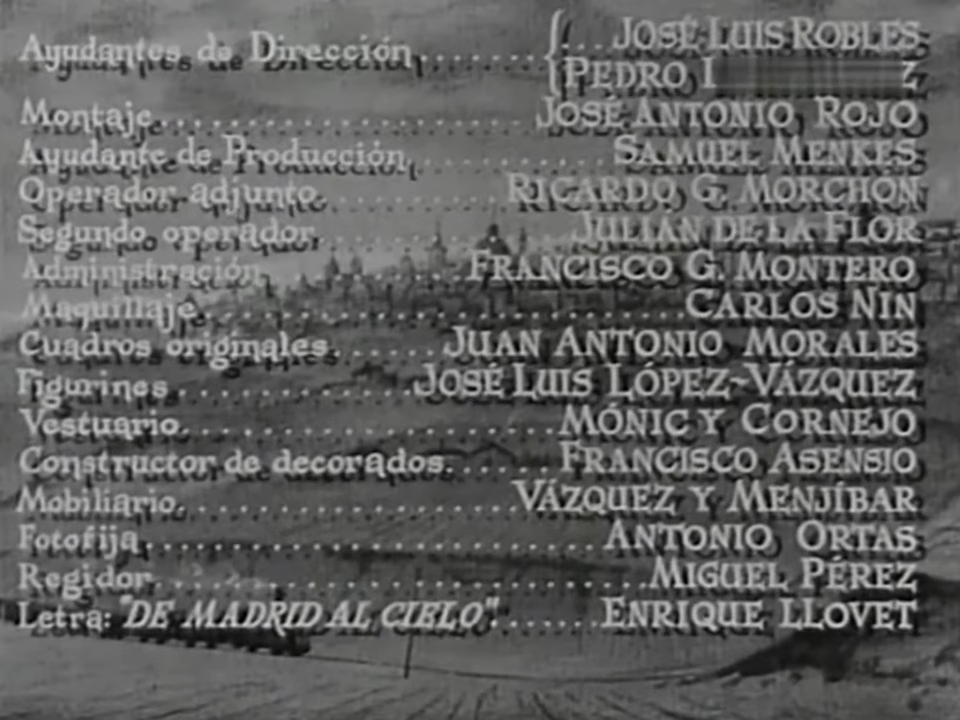 Ayudantes de Dirección....... {...JOSÉ LUIS ROBLES
PEDRO
Montaje.......................JOSÉ ANTONIO ROJO
Ayudante de Producción............SAMUEL MENKES
Operador adjunto............RICARDO G. MORCHON
Segundo operador...............JULIÁN DE LA FLOR
Administración............FRANCISCO G. MONTERO
Maquillaje.............................CARLOS NIN
Cuadros originales.......JUAN ANTONIO MORALES
Figurines..............JOSÉ LUIS LÓPEZ-VÁZQUEZ
Vestuario.....................MÓNIC Y CORNEJO
Constructor de decorados.......FRANCISCO ASENSIO
Mobiliario...................VÁZQUEZ Y MENJÍBAR
Fotofija.........................ANTONIO ORTAS
Regidor...........................MIGUEL PÉREZ
Letra: "DE MADRID AL CIELO".......ENRIQUE LLOVET